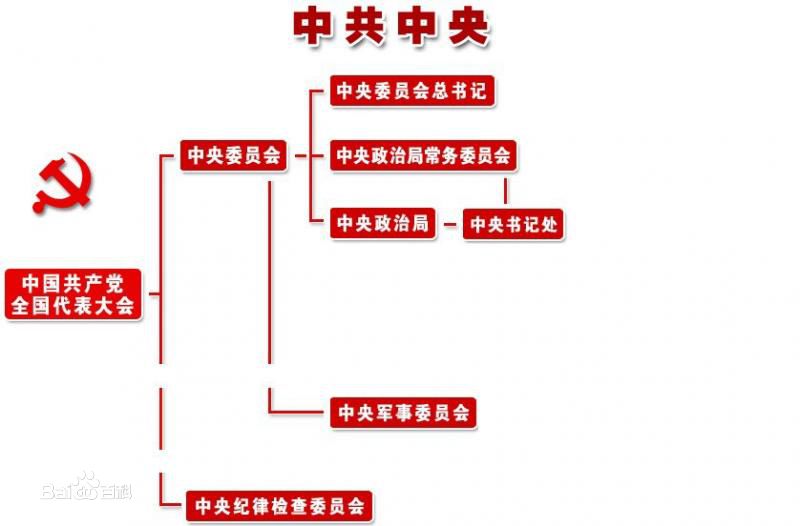 中共中央
中央委员会总书记
中央委员会
中央政治局常务委员会
中央政治局
中央书记处
中国共产党
全国代表大会
中央军事委员会
Bai百科
中央纪律检查委员会